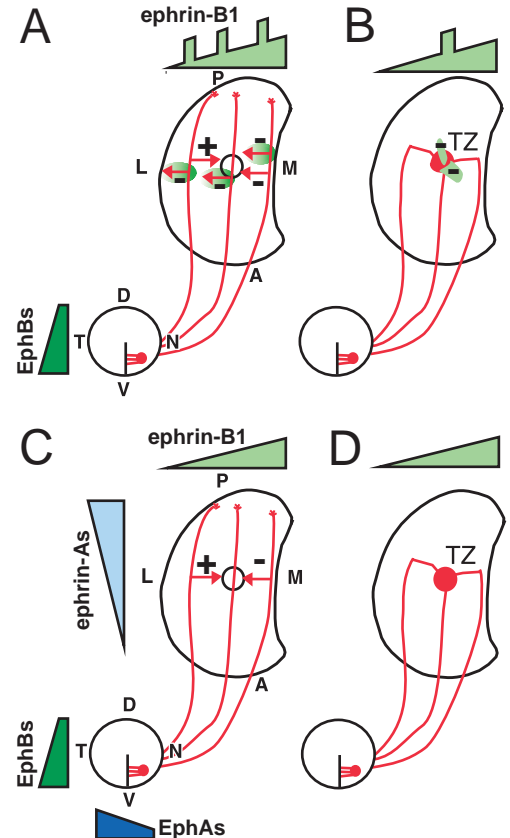 A
ephrin-B1
B
P
+
-
-
-
-
L
M
-
TZ
-
A
D
EphBs
T
N
V
C
ephrin-B1
D
P
ephrin-As
+
-
L
M
TZ
A
D
EphBs
T
N
V
EphAs